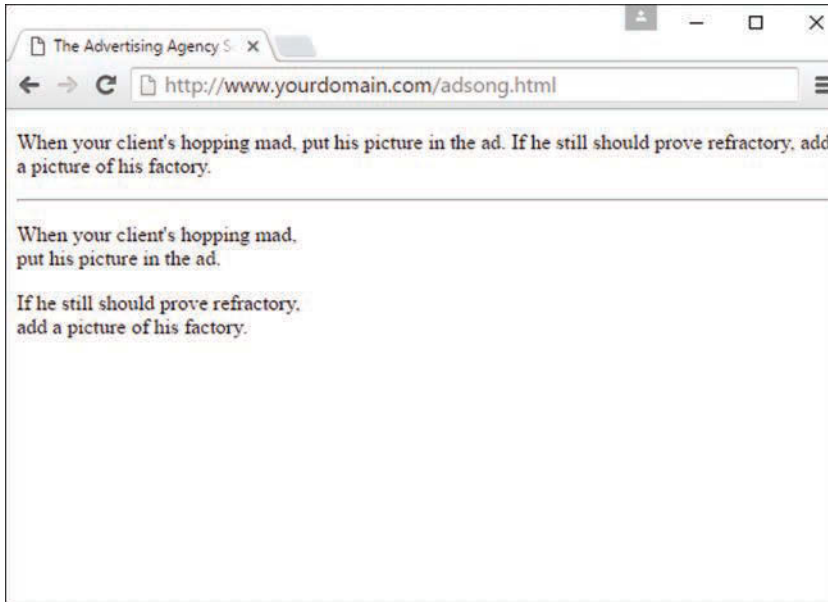 The Advertising Agency S
http://www.yourdomain.com/adsong.html
When your client's hopping mad, put his picture in the ad. If he still should prove refractory, add
a picture of his factory.
When your client's hopping mad,
put his picture in the ad.
If he still should prove refractory,
add a picture of his factory.